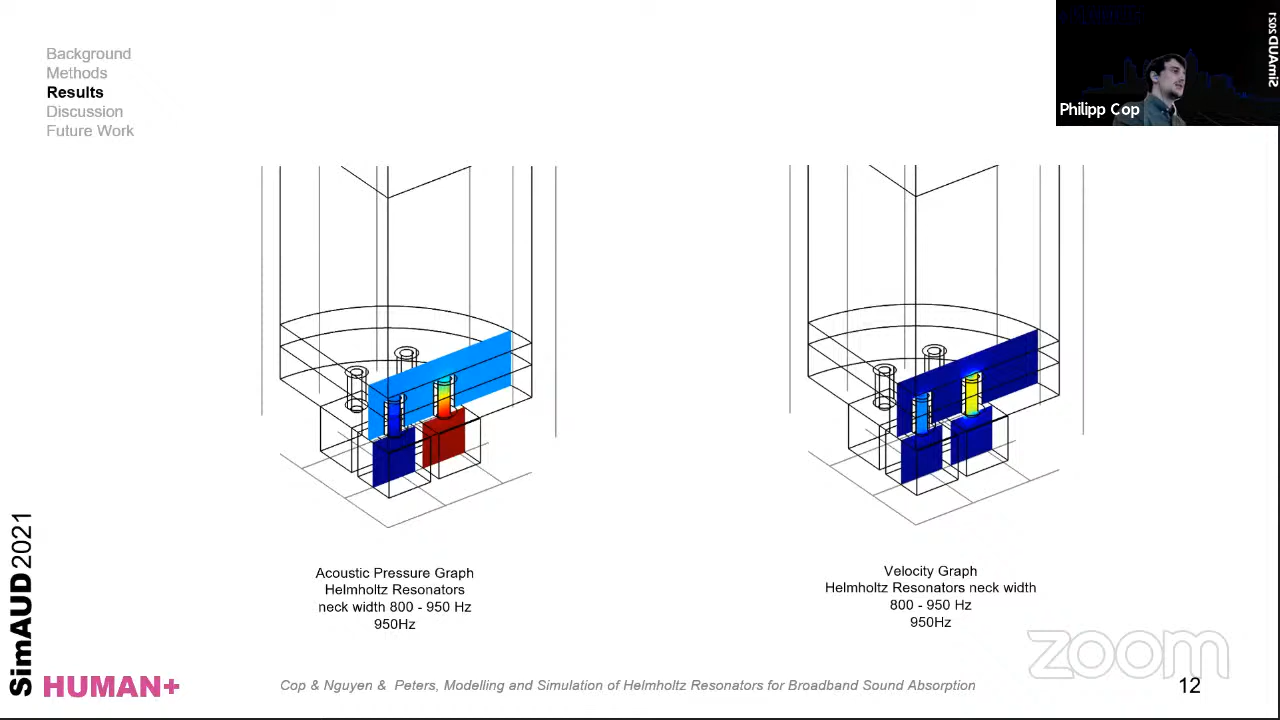 Background
Methods
Results
Discussion
Future Work
Philipp Cop
SimAUD 2021
Acoustic Pressure Graph
Helmholtz Resonators
neck width 800 - 950 Hz
950Hz
Velocity Graph
Helmholtz Resonators neck width
800 - 950 Hz
950Hz
SimAUD2021
HUMAN+
Cop & Nguyen & Peters, Modelling and Simulation of Helmholtz Resonators for Broadband Sound Absorption
zoom
12